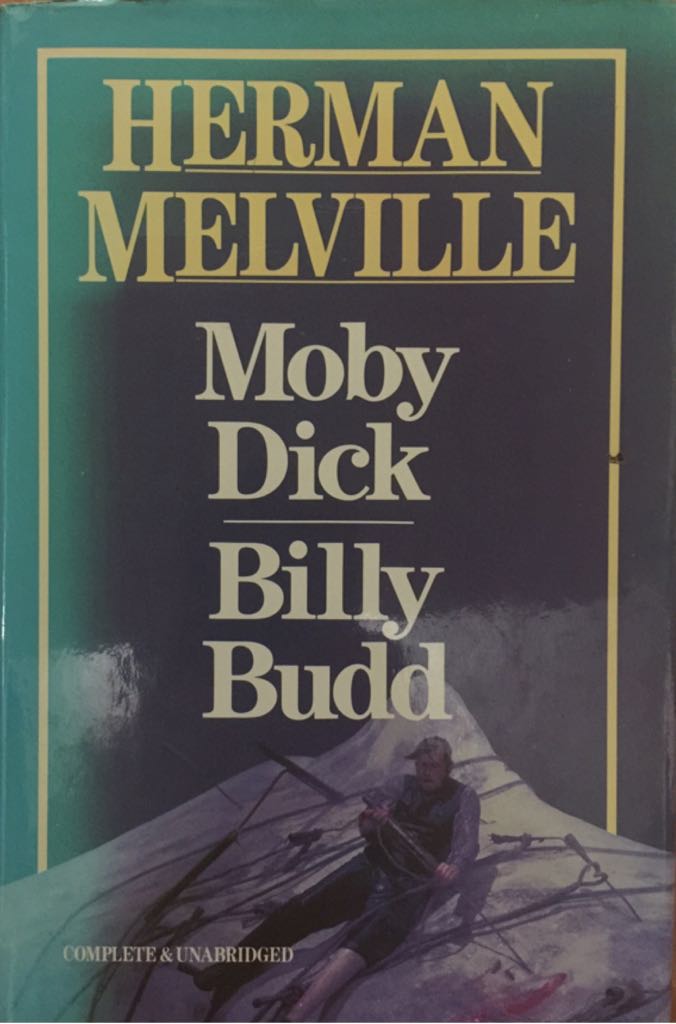 HERMAN
MELVILLE
Moby
Dick
Billy
Budd
COMPLETE & UNABRIDGED